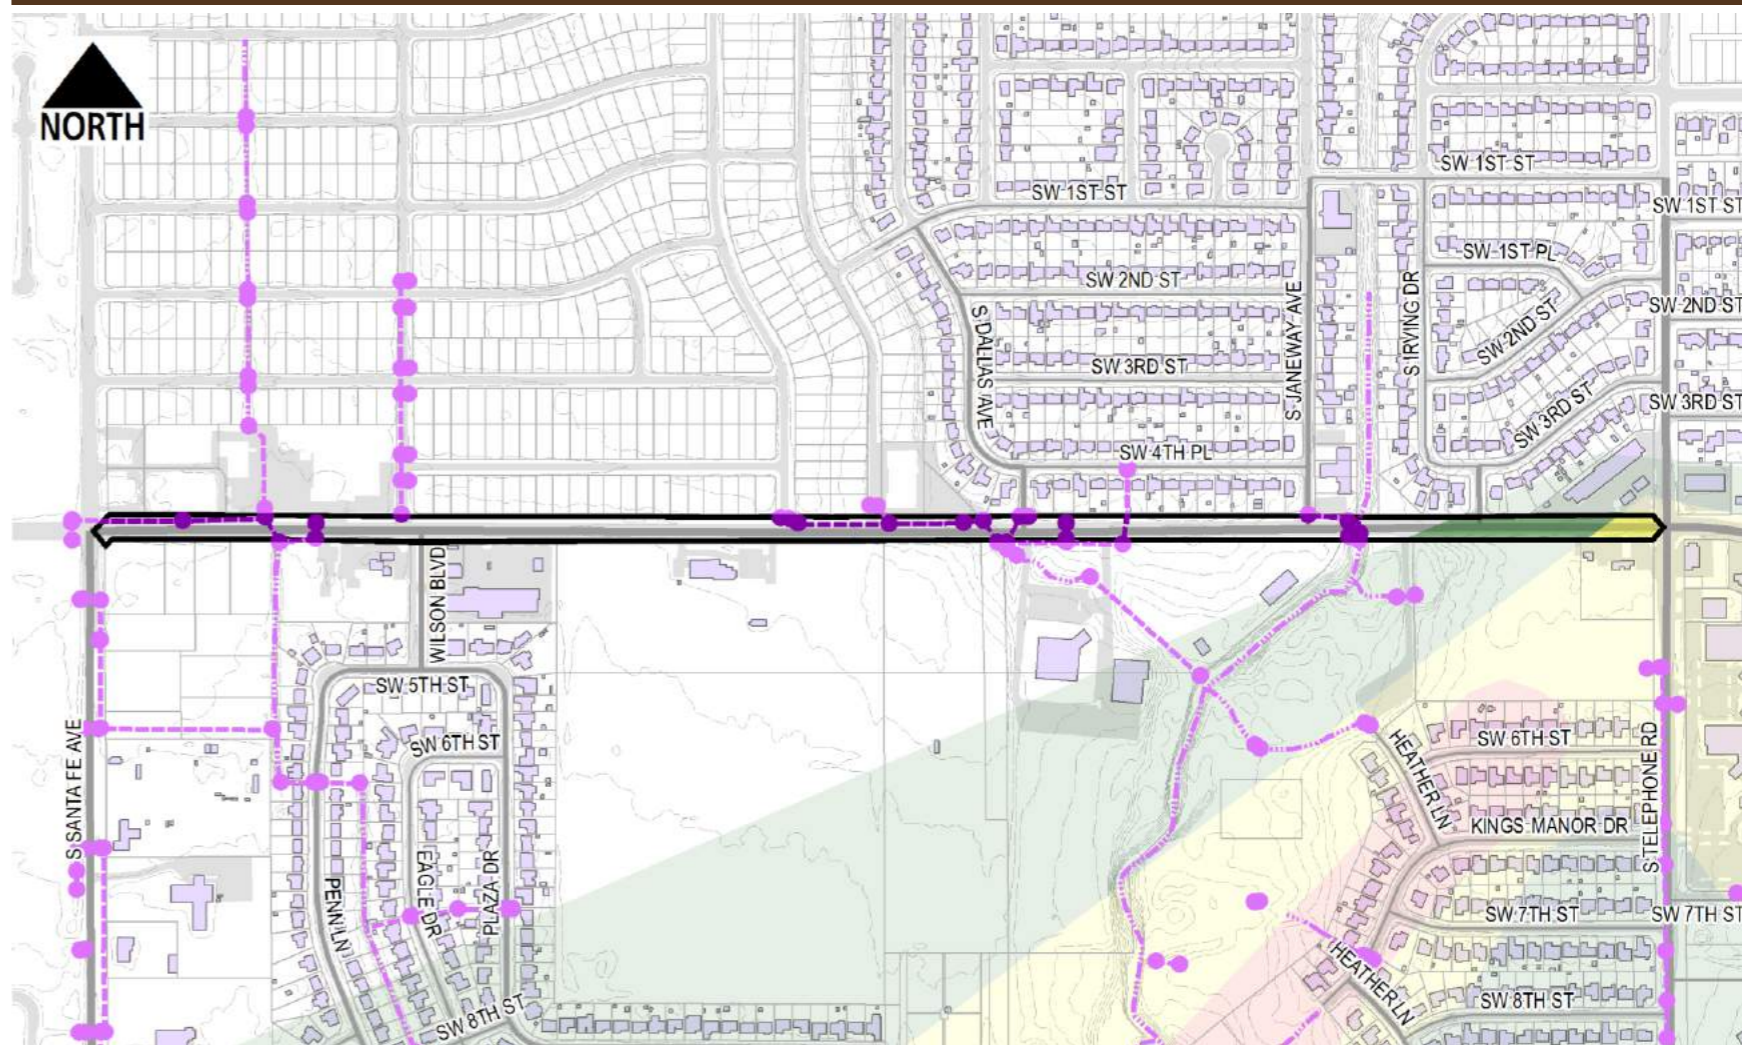 NORTH
SW 1ST ST
SW 1ST ST
SW 1ST ST
SW 1ST PL
SW 2ND ST
S DALLAS AVE
S JANEWAY AVE
S IRVING DR
SW 2ND ST
SW 2ND ST
SW 3RD ST
SW 3RD ST
SW 3RD ST
SW 4TH PL
WILSON BLVD
SW 5TH ST
SW 6TH ST
S SANTA FE AVE
PENN LN
EAGLE DR
PLAZA DR
SW 8TH ST
HEATHER LN
SW 6TH ST
S TELEPHONE RD
KINGS MANOR DR
SW 7TH ST
SW 7TH ST
HEATHER LN
SW 8TH ST